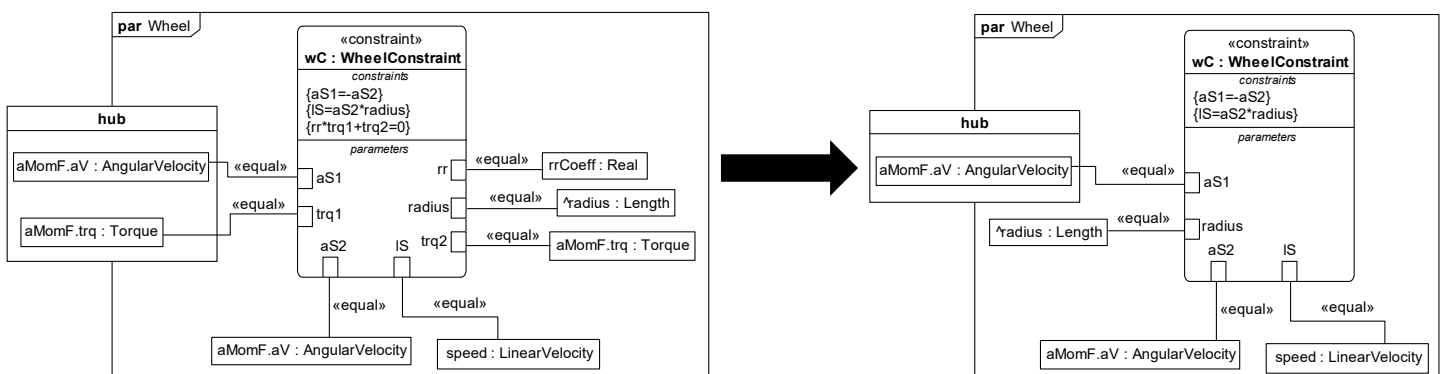 par Wheel
«constraint»
wC : WheelConstraint
constraints
{aS1=-aS2}
{lS=aS2*radius}
{rr*trq1+trq2=0}
parameters
hub
aMomF.aV : AngularVelocity
«equal»
aS1
aMomF.trq : Torque
«equal»
trq1
rr
«equal»
rrCoeff : Real
radius
«equal»
^radius : Length
trq2
«equal»
aMomF.trq : Torque
aS2
lS
«equal»
«equal»
aMomF.aV : AngularVelocity
speed : LinearVelocity
par Wheel
«constraint»
wC : WheelConstraint
constraints
{aS1=-aS2}
{lS=aS2*radius}
parameters
hub
aMomF.aV : AngularVelocity
«equal»
aS1
^radius : Length
«equal»
radius
aS2
lS
«equal»
«equal»
aMomF.aV : AngularVelocity
speed : LinearVelocity